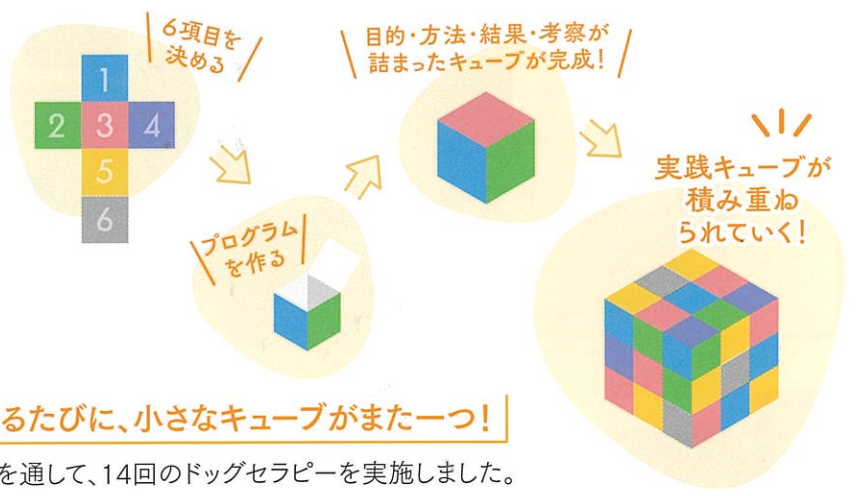 6項目を
決める
1
2 3 4
5
6
プログラム
を作る
目的・方法・結果・考察が
詰まったキューブが完成！
実践キューブが
積み重ね
られていく！
るたびに、小さなキューブがまた一つ！
を通して、14回のドッグセラピーを実施しました。